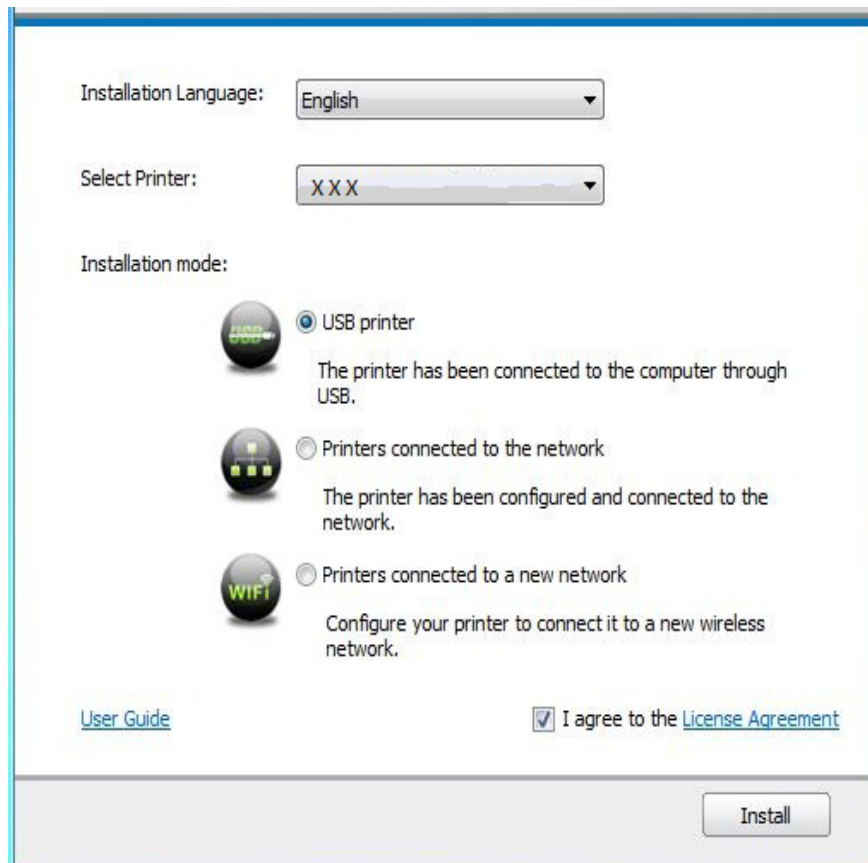 Installation Language:
English
Select Printer:
X X X
Installation mode:
USB
USB printer
The printer has been connected to the computer through
USB.
Printers connected to the network
The printer has been configured and connected to the
network.
WiFi
Printers connected to a new network
Configure your printer to connect it to a new wireless
network.
User Guide
I agree to the License Agreement
Install